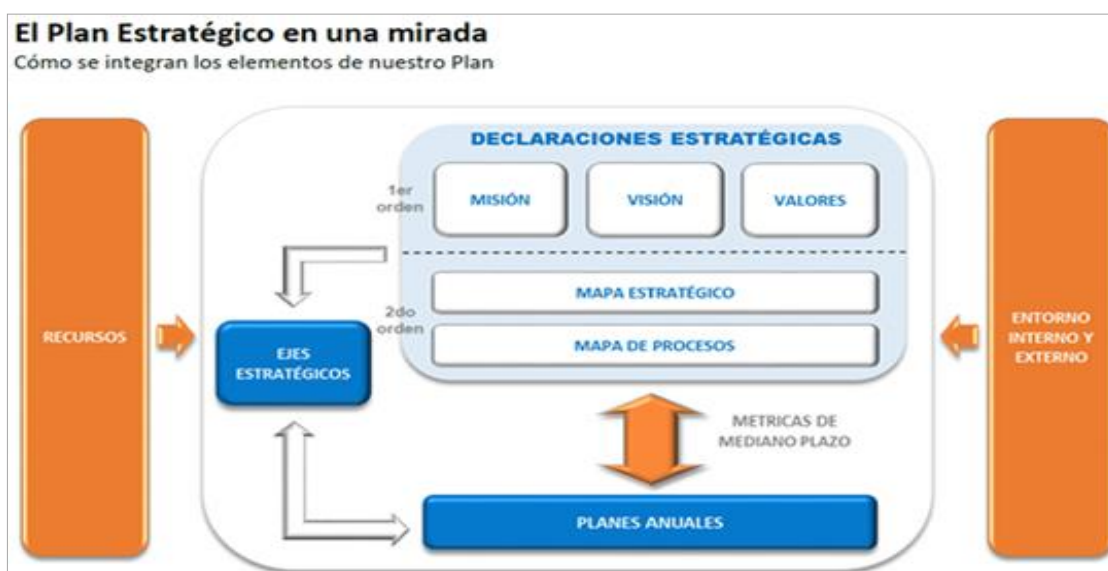 El Plan Estratégico en una mirada
Cómo se integran los elementos de nuestro Plan
DECLARACIONES ESTRATÉGICAS
1er
orden
MISIÓN
VISIÓN
VALORES
2do
orden
MAPA ESTRATÉGICO
MAPA DE PROCESOS
RECURSOS
EJES
ESTRATÉGICOS
ENTORNO
INTERNO Y
EXTERNO
METRICAS DE
MEDIANO PLAZO
PLANES ANUALES